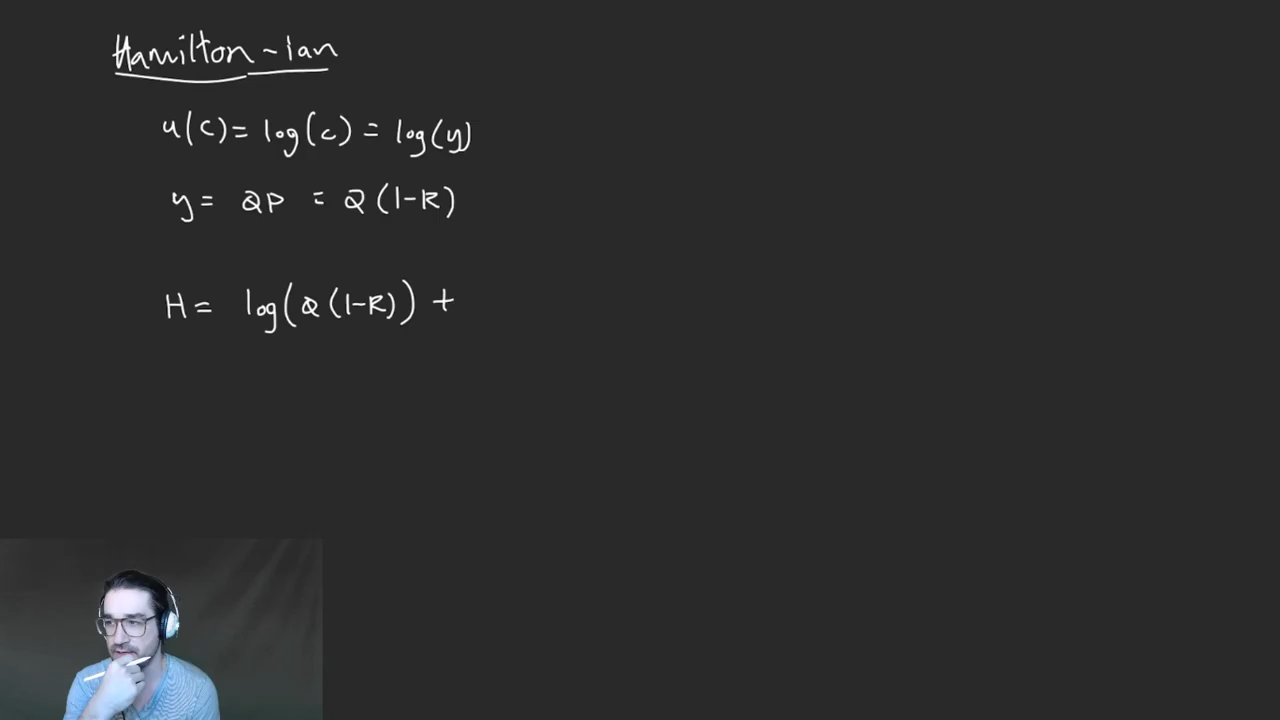 Hamilton-ian
u(c) = log(c) = log(y)
y = QP = Q(1-R)
H = log(Q(1-R)) +